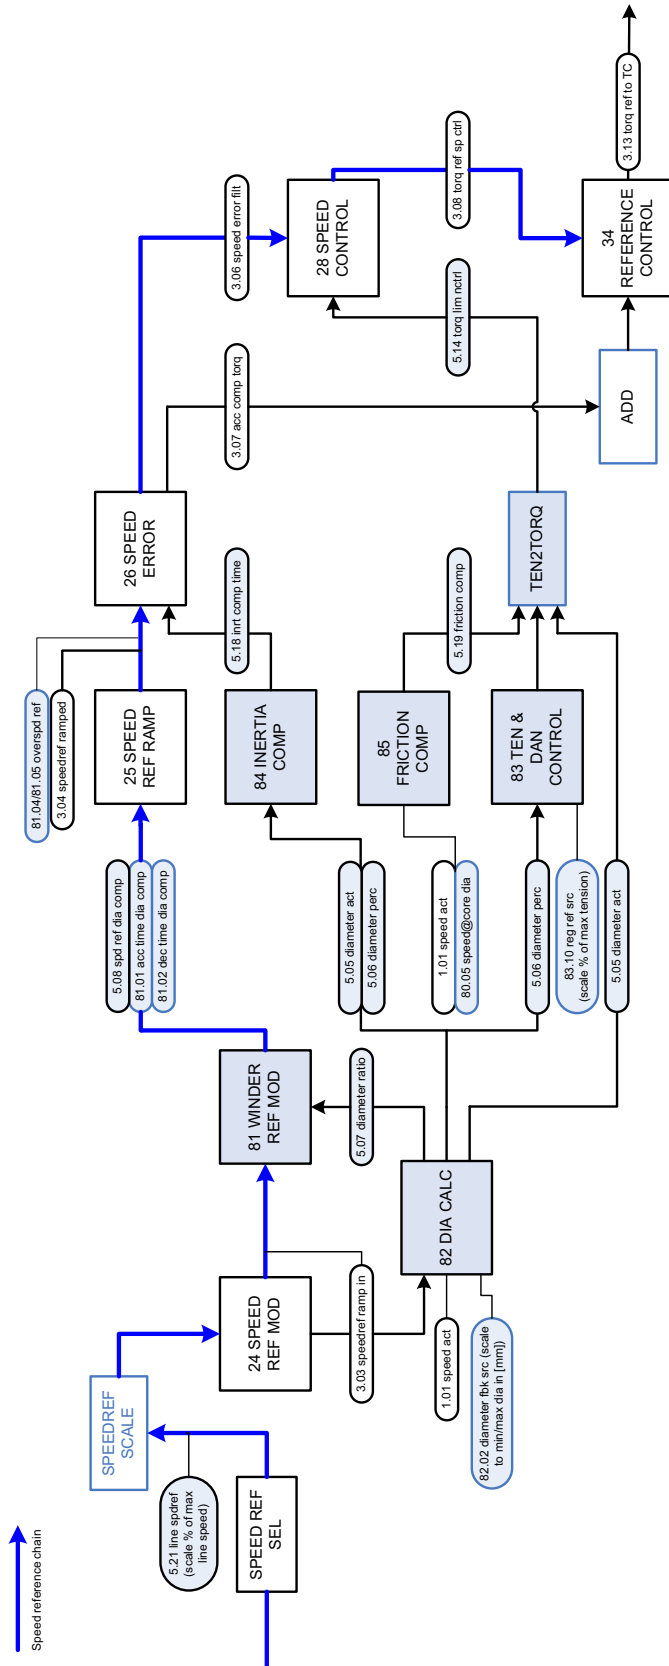 Speed reference chain
SPEED REF
SEL
5.21 line spdref
(scale % of max
line speed)
SPEEDREF
SCALE
24 SPEED
REF MOD
3.03 speedref ramp in
1.01 speed act
82.02 diameter fbk src (scale
to min/max dia in [mm])
82 DIA CALC
5.07 diameter ratio
81 WINDER
REF MOD
5.08 spd ref dia comp
81.01 acc time dia comp
81.02 dec time dia comp
5.05 diameter act
5.06 diameter perc
1.01 speed act
80.05 speed@core dia
5.06 diameter perc
83.10 reg ref src
(scale % of max tension)
5.05 diameter act
25 SPEED
REF RAMP
84 INERTIA
COMP
85
FRICTION
COMP
83 TEN &
DAN
CONTROL
81.04/81.05 overspd ref
3.04 speedref ramped
5.18 inrt comp time
5.19 friction comp
26 SPEED
ERROR
TEN2TORQ
3.07 acc comp torq
3.06 speed error filt
5.14 torq lim nctrl
28 SPEED
CONTROL
ADD
3.08 torq ref sp ctrl
34
REFERENCE
CONTROL
3.13 torq ref to TC